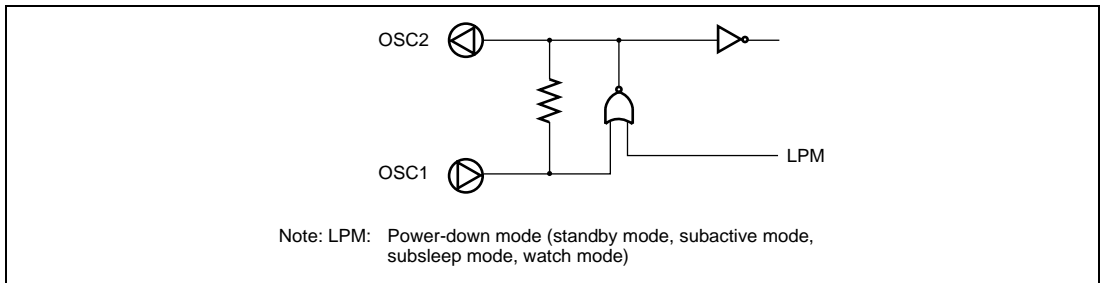 OSC2
LPM
OSC1
Note: LPM: Power-down mode (standby mode, subactive mode,
subsleep mode, watch mode)